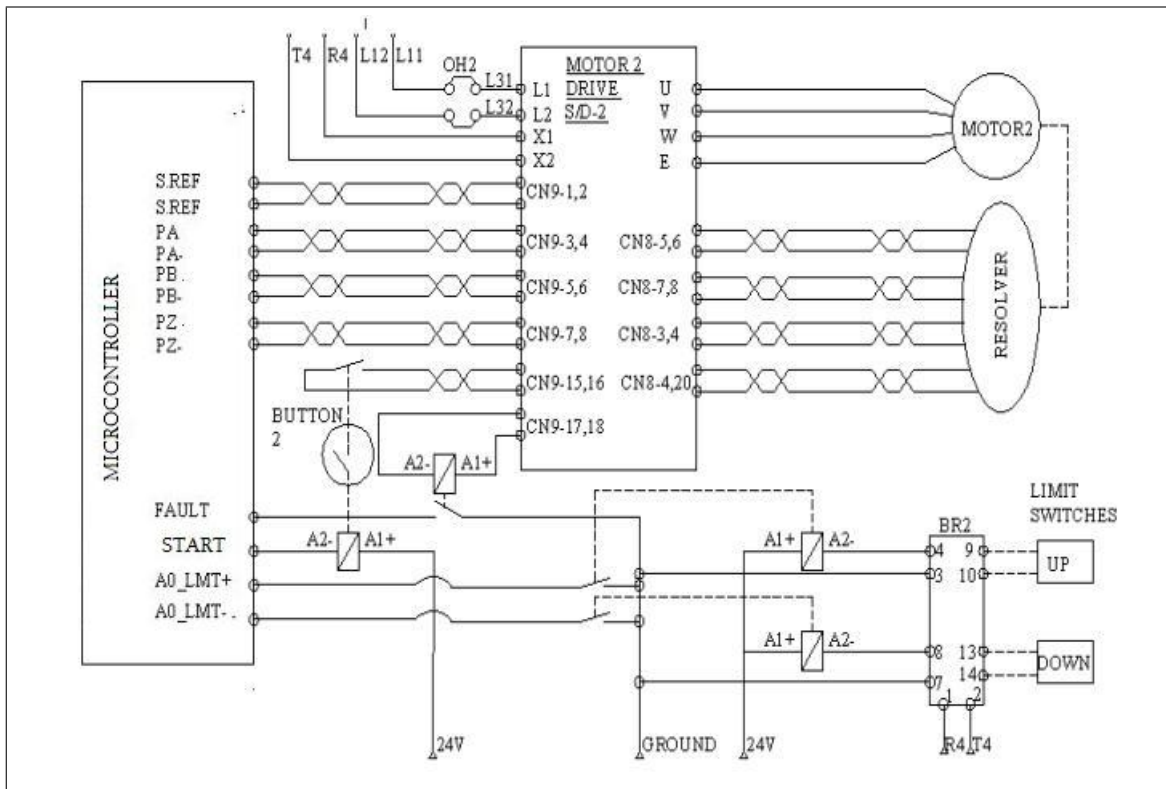 T4 R4 L12 L11
OH2
L31
L32
MOTOR 2
DRIVE
S/D-2
L1
L2
X1
X2
U
V
W
E
MOTOR2
MICROCONTROLLER
S.REF
S.REF
PA
PA-
PB
PB-
PZ
PZ-
CN9-1,2
CN9-3,4
CN9-5,6
CN9-7,8
CN9-15,16
CN9-17,18
CN8-5,6
CN8-7,8
CN8-3,4
CN8-4,20
RESOLVER
BUTTON
2
A2- A1+
FAULT
START
A2- A1+
A0_LMT+
A0_LMT-
A1+ A2-
A1+ A2-
LIMIT
SWITCHES
BR2
4 9
3 10
8 13
7 14
1 2
UP
DOWN
24V
GROUND
24V
R4 T4